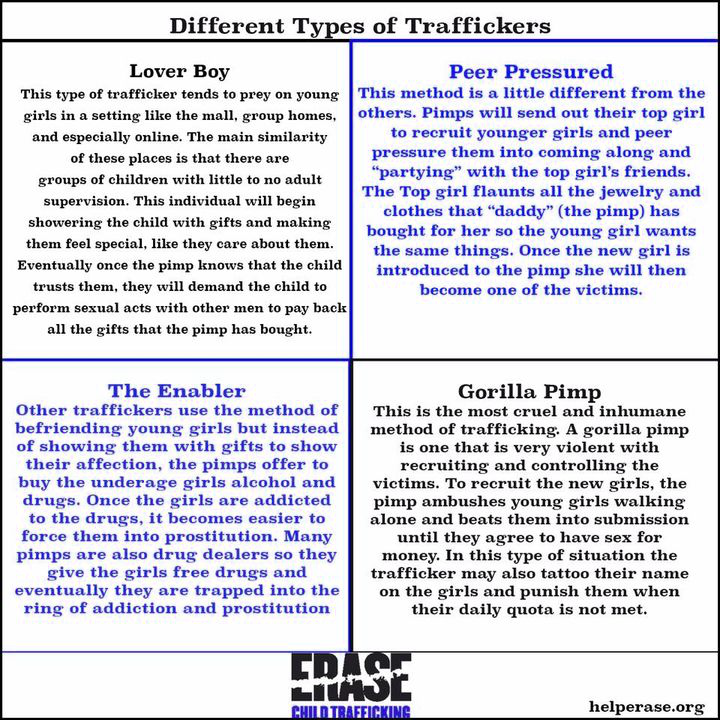 Different Types of Traffickers
Lover Boy
This type of trafficker tends to prey on young
girls in a setting like the mall, group homes,
and especially online. The main similarity
of these places is that there are
groups of children with little to no adult
supervision. This individual will begin
showering the child with gifts and making
them feel special, like they care about them.
Eventually once the pimp knows that the child
trusts them, they will demand the child to
perform sexual acts with other men to pay back
all the gifts that the pimp has bought.
Peer Pressured
This method is a little different from the
others. Pimps will send out their top girl
to recruit younger girls and peer
pressure them into coming along and
“partying” with the top girl’s friends.
The Top girl flaunts all the jewelry and
clothes that “daddy” (the pimp) has
bought for her so the young girl wants
the same things. Once the new girl is
introduced to the pimp she will then
become one of the victims.
The Enabler
Other traffickers use the method of
befriending young girls but instead
of showing them with gifts to show
their affection, the pimps offer to
buy the underage girls alcohol and
drugs. Once the girls are addicted
to the drugs, it becomes easier to
force them into prostitution. Many
pimps are also drug dealers so they
give the girls free drugs and
eventually they are trapped into the
ring of addiction and prostitution
Gorilla Pimp
This is the most cruel and inhumane
method of trafficking. A gorilla pimp
is one that is very violent with
recruiting and controlling the
victims. To recruit the new girls, the
pimp ambushes young girls walking
alone and beats them into submission
until they agree to have sex for
money. In this type of situation the
trafficker may also tattoo their name
on the girls and punish them when
their daily quota is not met.
ERASE
CHILD TRAFFICKING
helperase.org